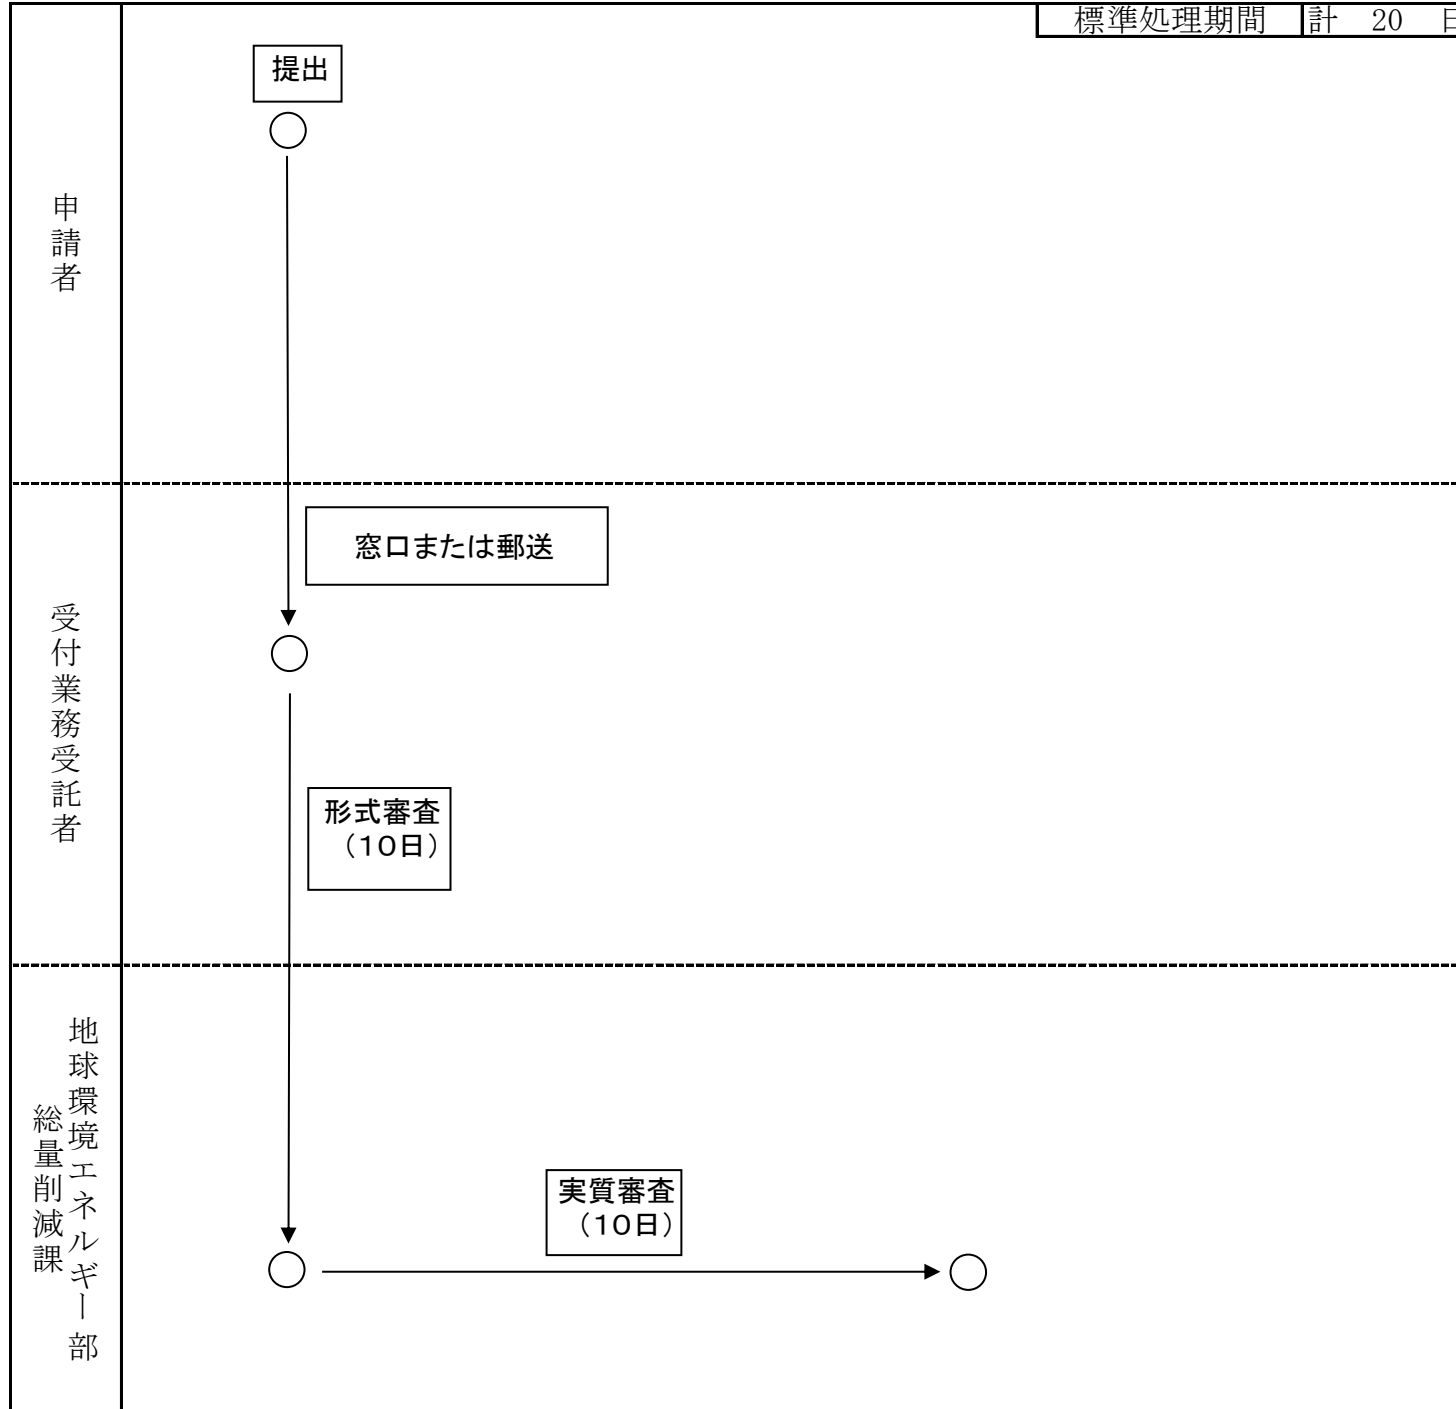 標準処理期間 計 20 日
提出
申請者
窓口または郵送
受付業務受託者
形式審査
（10日）
地球環境エネルギー部
総量削減課
実質審査
（10日）